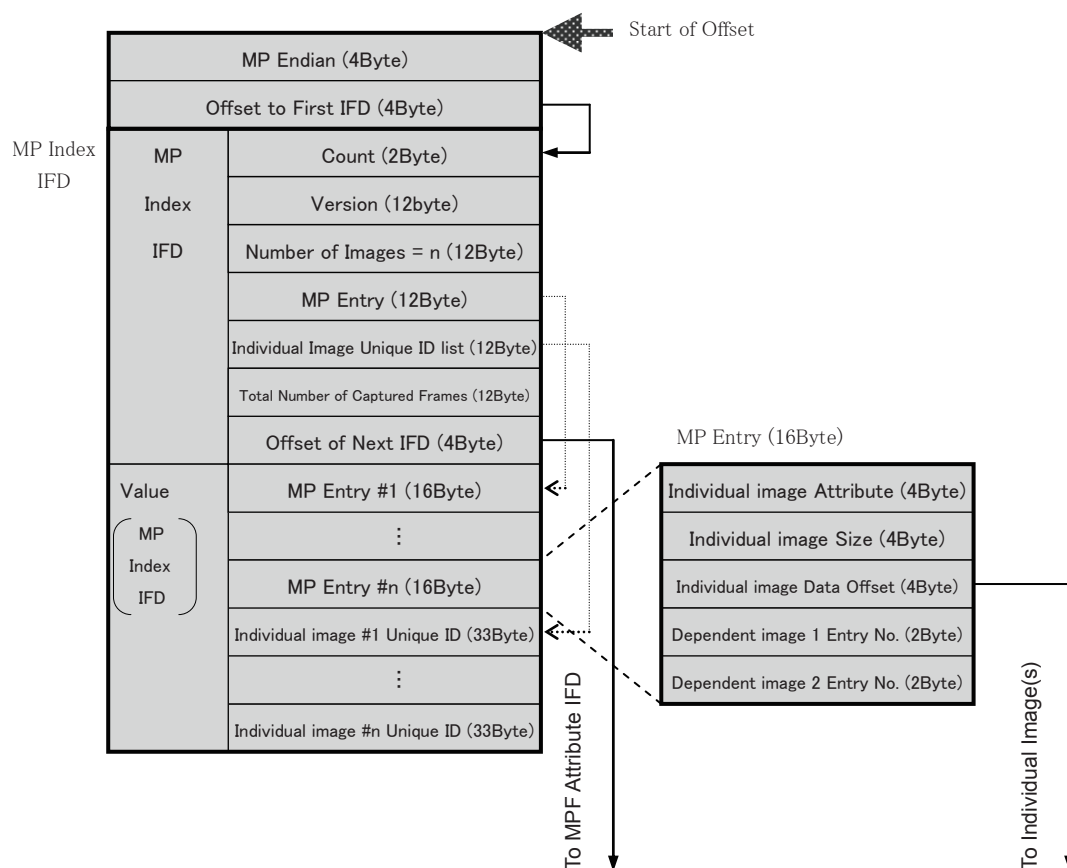 Start of Offset
MP Endian (4Byte)
Offset to First IFD (4Byte)
MP Index
IFD
MP
Index
IFD
Count (2Byte)
Version (12byte)
Number of Images = n (12Byte)
MP Entry (12Byte)
Individual Image Unique ID list (12Byte)
Total Number of Captured Frames (12Byte)
Offset of Next IFD (4Byte)
Value
MP
Index
IFD
MP Entry #1 (16Byte)
⋮
MP Entry #n (16Byte)
Individual image #1 Unique ID (33Byte)
⋮
Individual image #n Unique ID (33Byte)
To MPF Attribute IFD
MP Entry (16Byte)
Individual image Attribute (4Byte)
Individual image Size (4Byte)
Individual image Data Offset (4Byte)
Dependent image 1 Entry No. (2Byte)
Dependent image 2 Entry No. (2Byte)
To Individual Image(s)